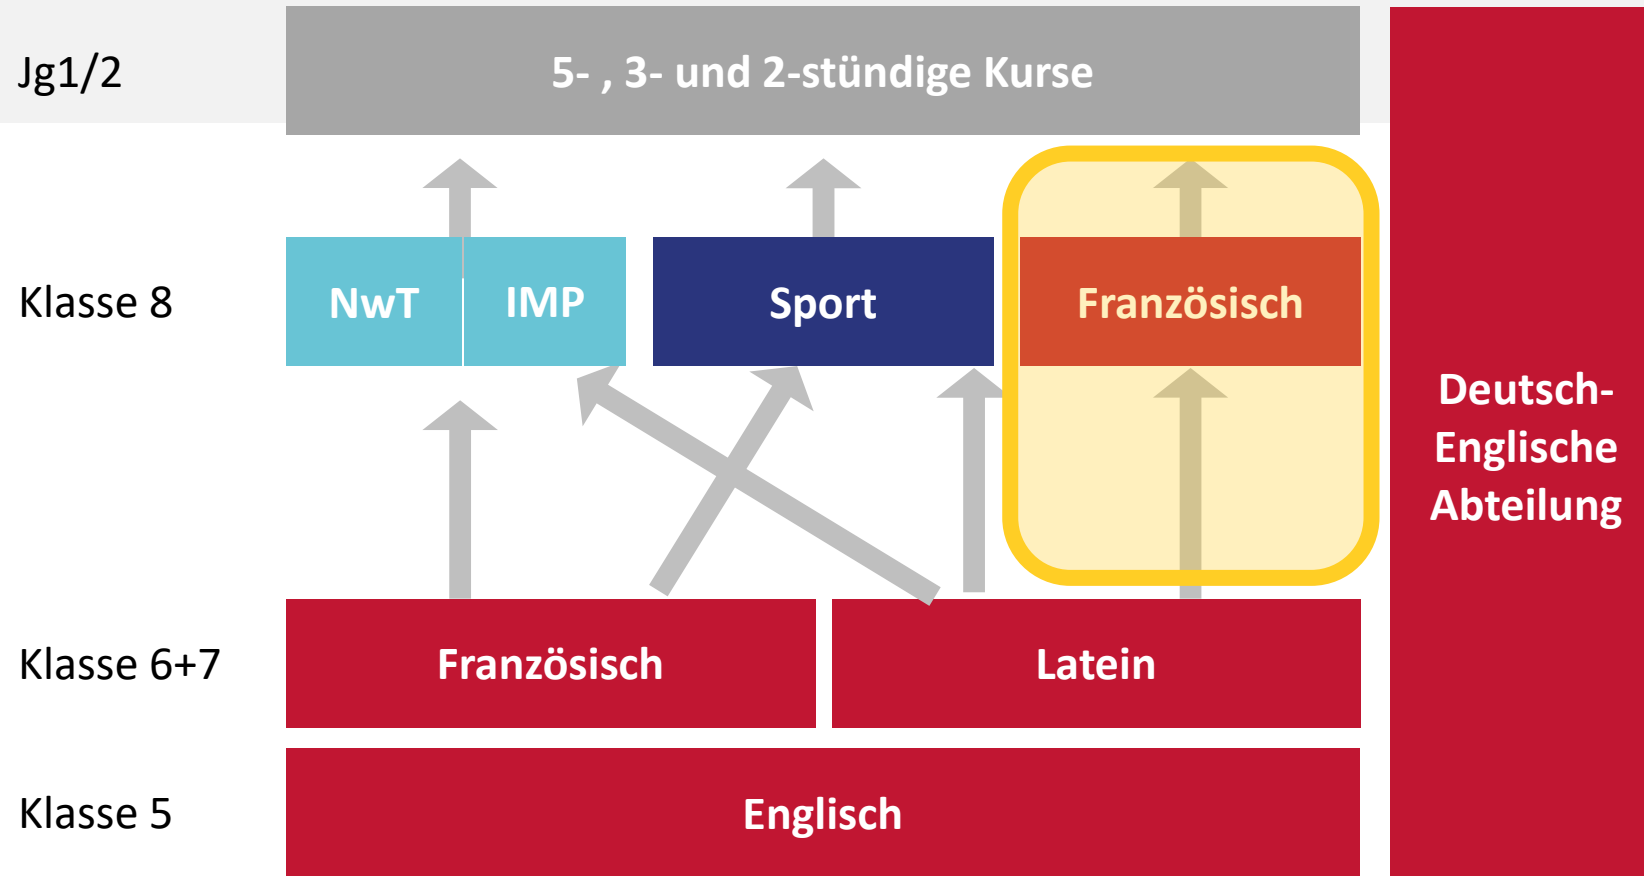 Jg1/2
5- , 3- und 2-stündige Kurse
Klasse 8
NwT
IMP
Sport
Französisch
Deutsch-
Englische
Abteilung
Klasse 6+7
Französisch
Latein
Klasse 5
Englisch